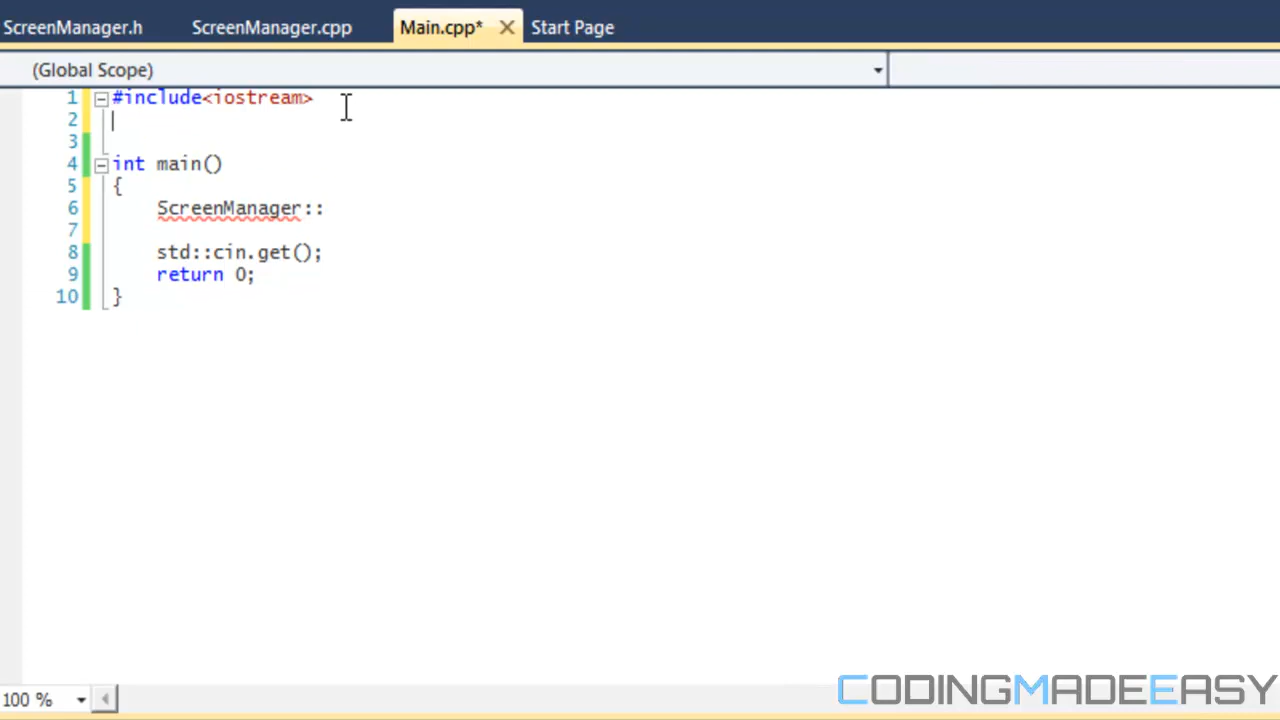 ScreenManager.h ScreenManager.cpp Main.cpp* Start Page
(Global Scope)
1 #include<iostream>
2
3
4 int main()
5 {
6 ScreenManager::
7
8 std::cin.get();
9 return 0;
10 }
100 %
CODINGMADEEASY